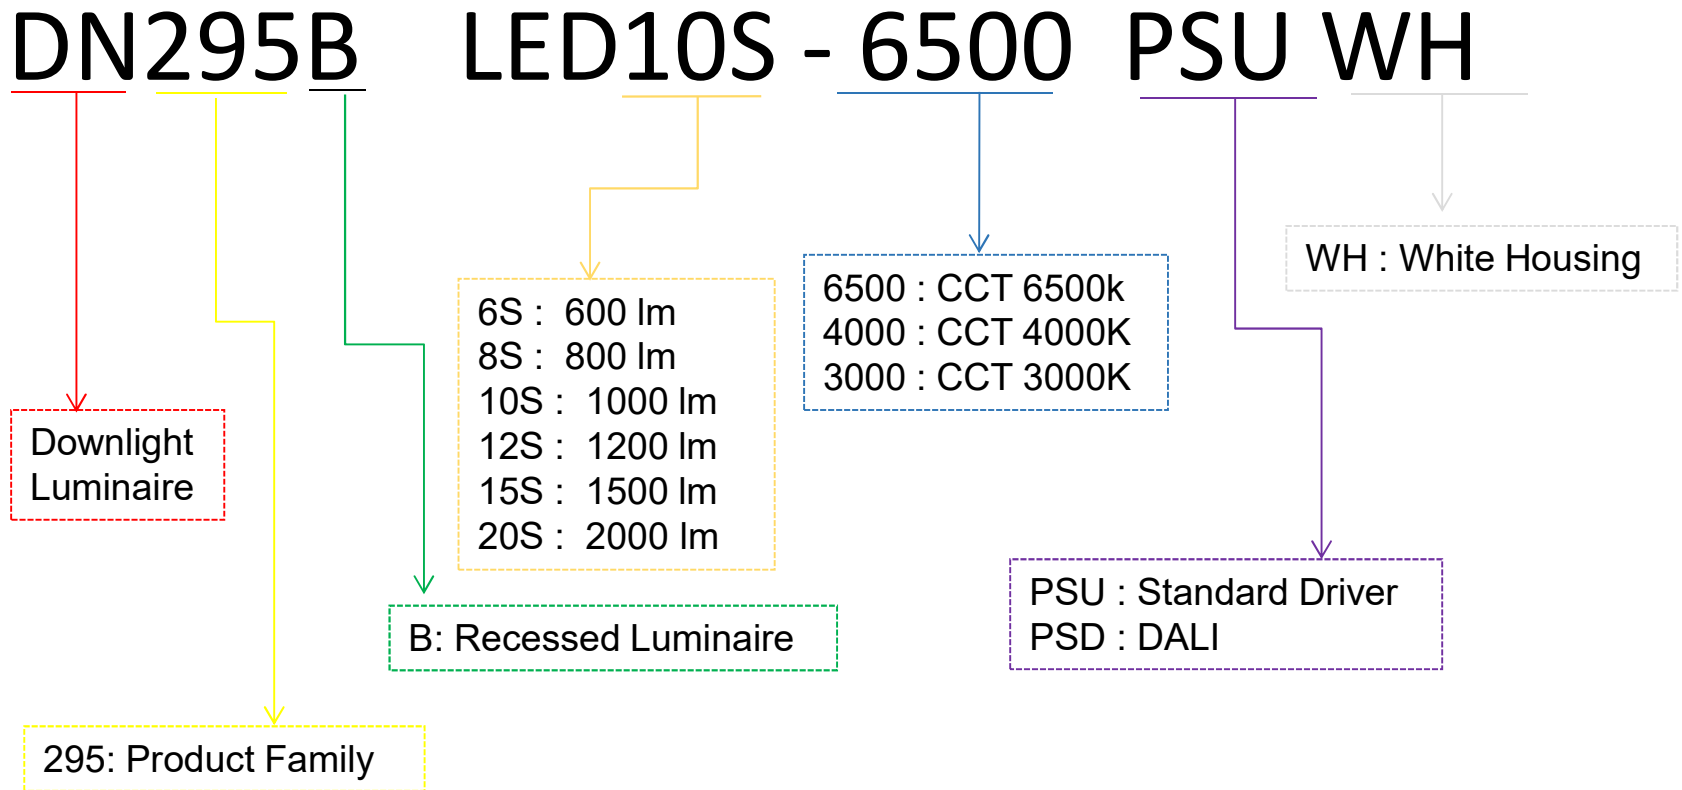 DN295B LED10S - 6500 PSU WH
WH : White Housing
6500 : CCT 6500k
4000 : CCT 4000K
3000 : CCT 3000K
6S : 600 lm
8S : 800 lm
10S : 1000 lm
12S : 1200 lm
15S : 1500 lm
20S : 2000 lm
Downlight
Luminaire
PSU : Standard Driver
PSD : DALI
B: Recessed Luminaire
295: Product Family